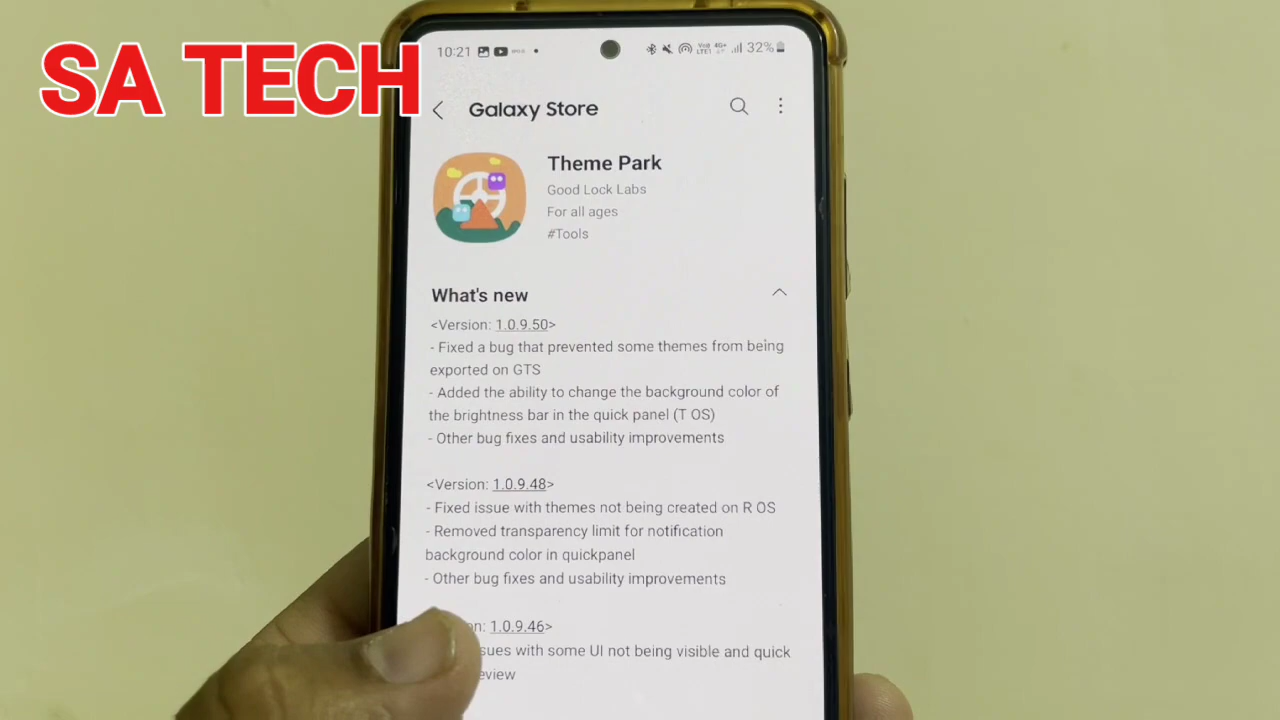 SA TECH
10:21
32%
Galaxy Store
Theme Park
Good Lock Labs
For all ages
#Tools
What's new
<Version: 1.0.9.50>
- Fixed a bug that prevented some themes from being
exported on GTS
- Added the ability to change the background color of
the brightness bar in the quick panel (T OS)
- Other bug fixes and usability improvements
<Version: 1.0.9.48>
- Fixed issue with themes not being created on R OS
- Removed transparency limit for notification
background color in quickpanel
- Other bug fixes and usability improvements
1.0.9.46>
with some UI not being visible and quick